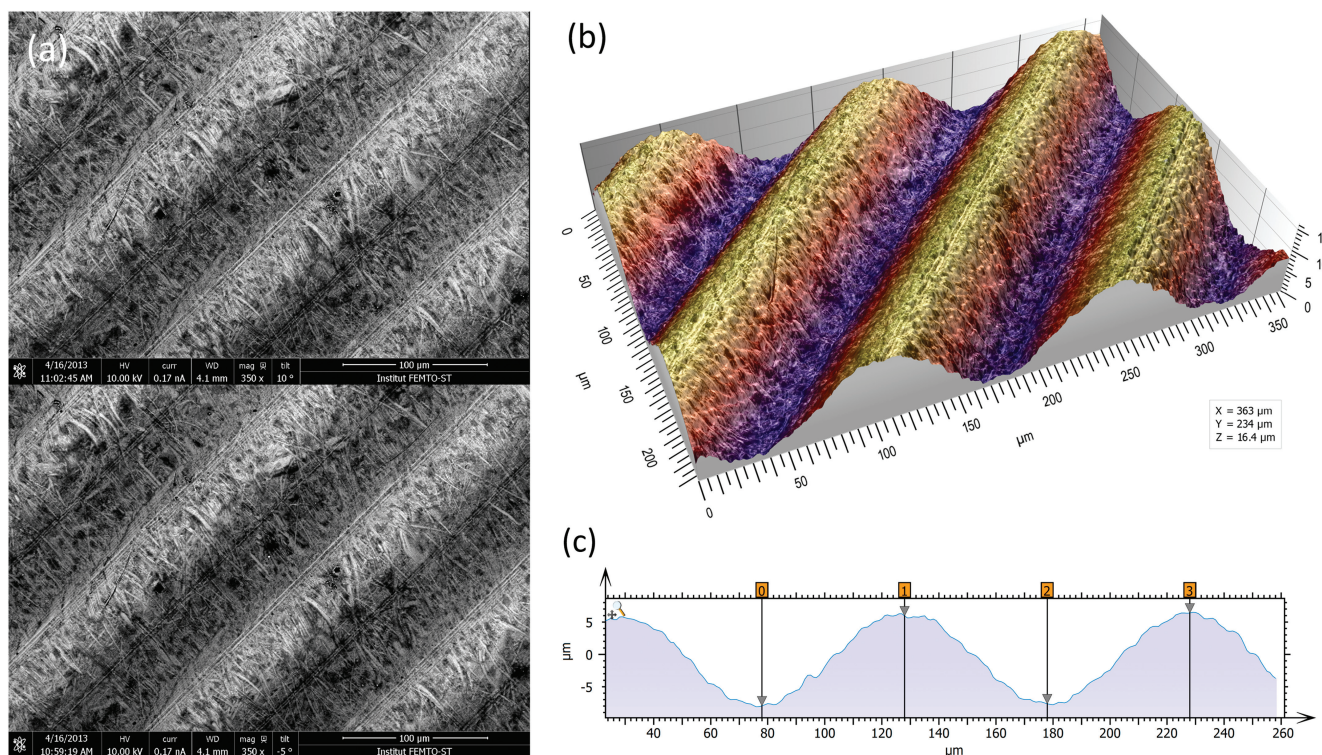 (a)
4/16/2013 HV curr WD mag tilt 100 µm
11:02:45 AM 10.00 kV 0.17 nA 4.1 mm 350 x 10 ° Institut FEMTO-ST
4/16/2013 HV curr WD mag tilt 100 µm
10:59:19 AM 10.00 kV 0.17 nA 4.1 mm 350 x -5 ° Institut FEMTO-ST
(b)
0
50
100
150
200
µm
0
50
100
150
200
250
300
350
µm
1
1
5
0
X = 363 µm
Y = 234 µm
Z = 16.4 µm
(c)
0 1 2 3
5
0
-5
µm
40 60 80 100 120 140 160 180 200 220 240 260
µm